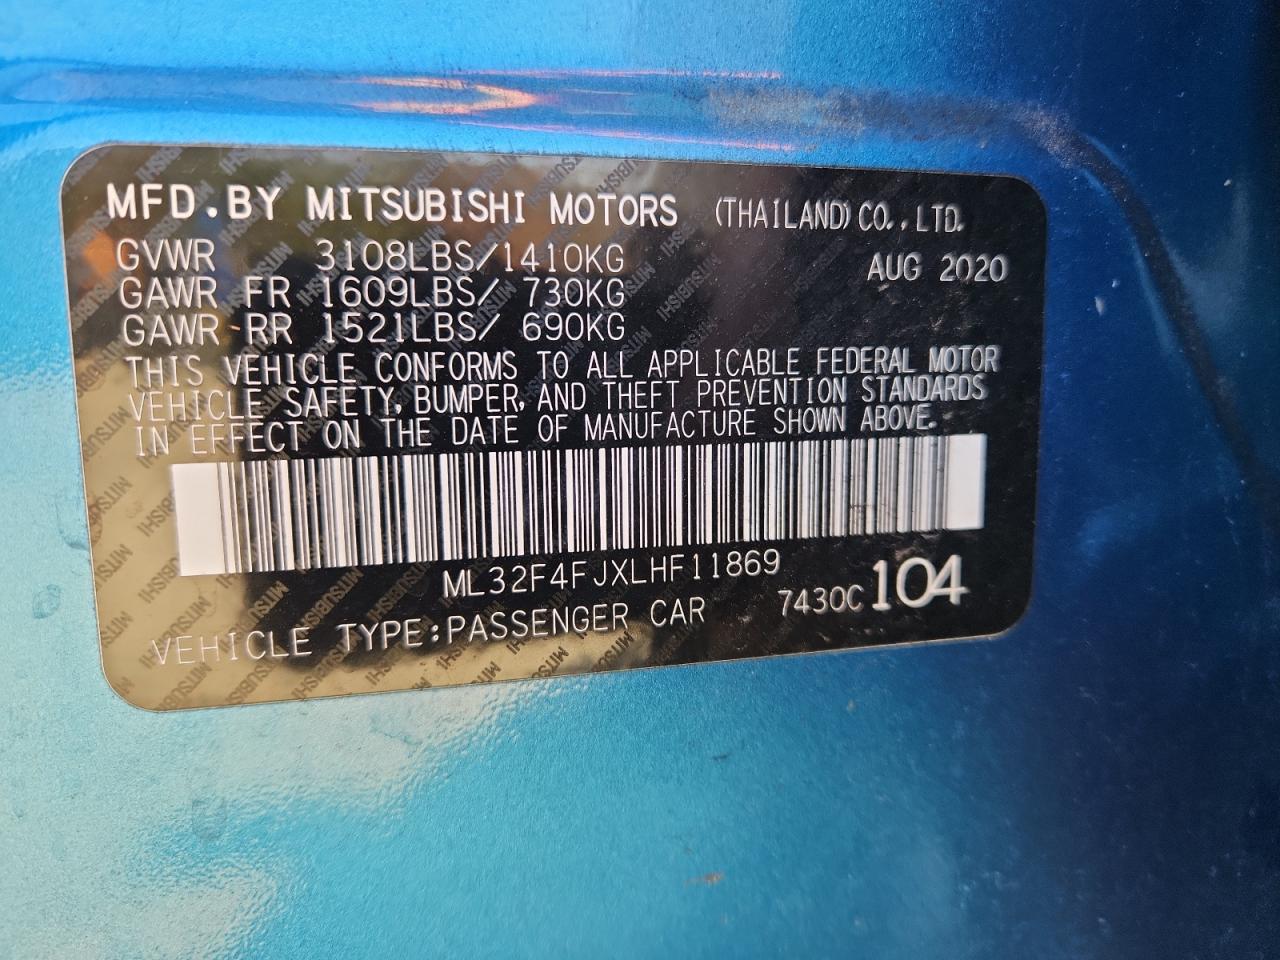 MFD.BY MITSUBISHI MOTORS (THAILAND) CO., LTD.
GVWR 3108LBS/1410KG AUG 2020
GAWR FR 1609LBS/ 730KG
GAWR RR 1521LBS/ 690KG
THIS VEHICLE CONFORMS TO ALL APPLICABLE FEDERAL MOTOR
VEHICLE SAFETY, BUMPER, AND THEFT PREVENTION STANDARDS
IN EFFECT ON THE DATE OF MANUFACTURE SHOWN ABOVE.
ML32F4FJXLHF11869
VEHICLE TYPE:PASSENGER CAR 7430C 104